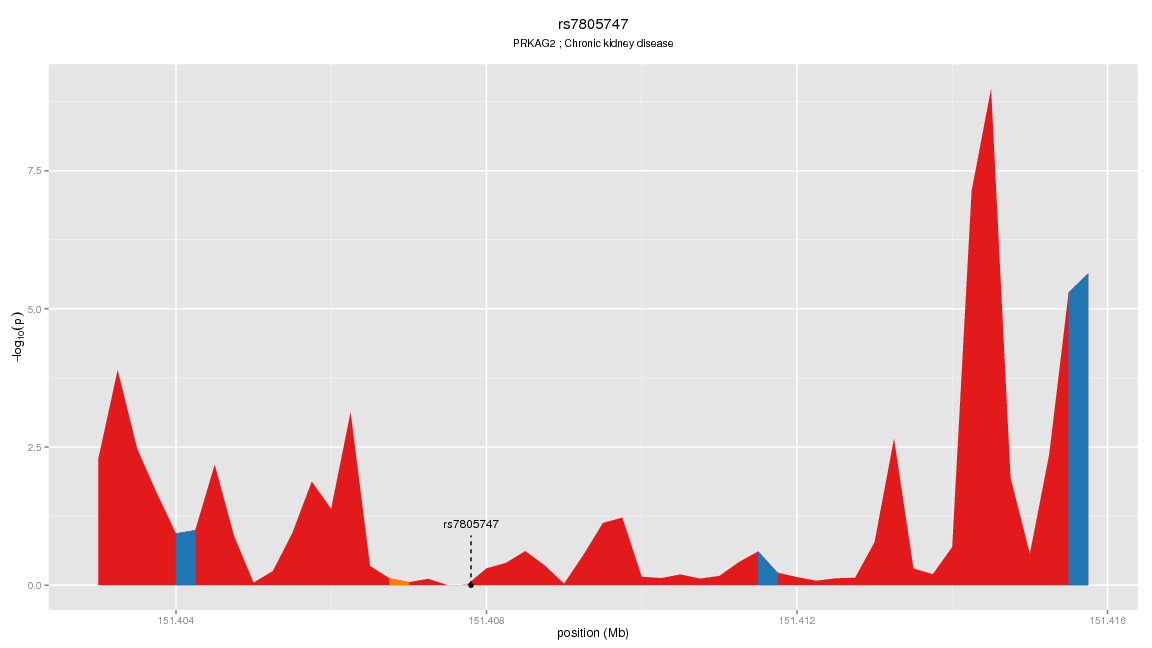 rs7805747
PRKAG2 ; Chronic kidney disease
−log10(p)
7.5
5.0
2.5
0.0
rs7805747
151.404
151.408
151.412
151.416
position (Mb)